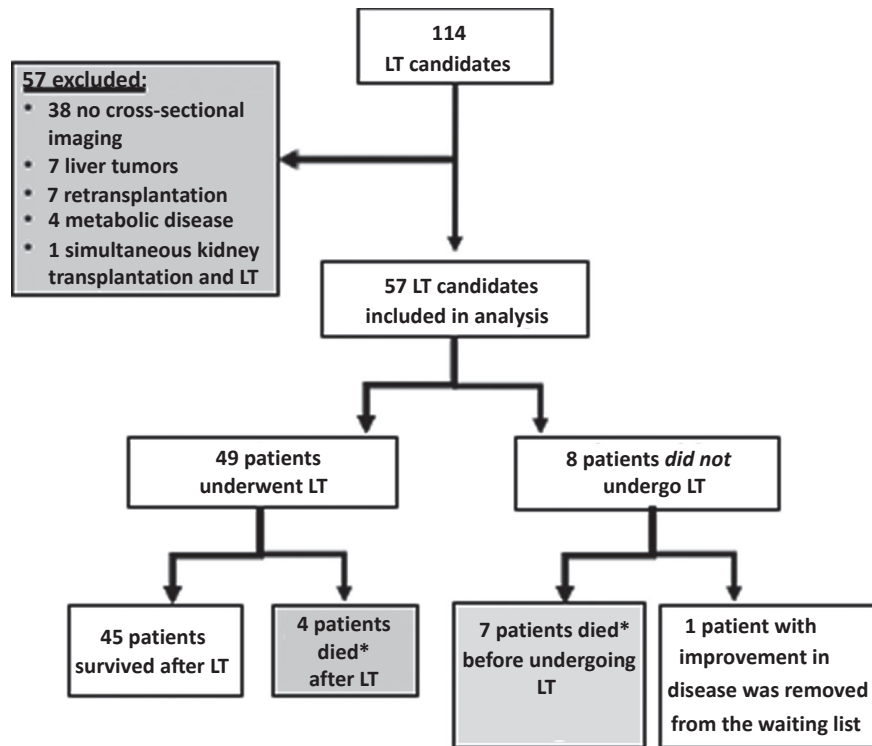 114
LT candidates
57 excluded:
• 38 no cross-sectional
imaging
• 7 liver tumors
• 7 retransplantation
• 4 metabolic disease
• 1 simultaneous kidney
transplantation and LT
57 LT candidates
included in analysis
49 patients
underwent LT
8 patients did not
undergo LT
45 patients
survived after LT
4 patients
died*
after LT
7 patients died*
before undergoing
LT
1 patient with
improvement in
disease was removed
from the waiting list